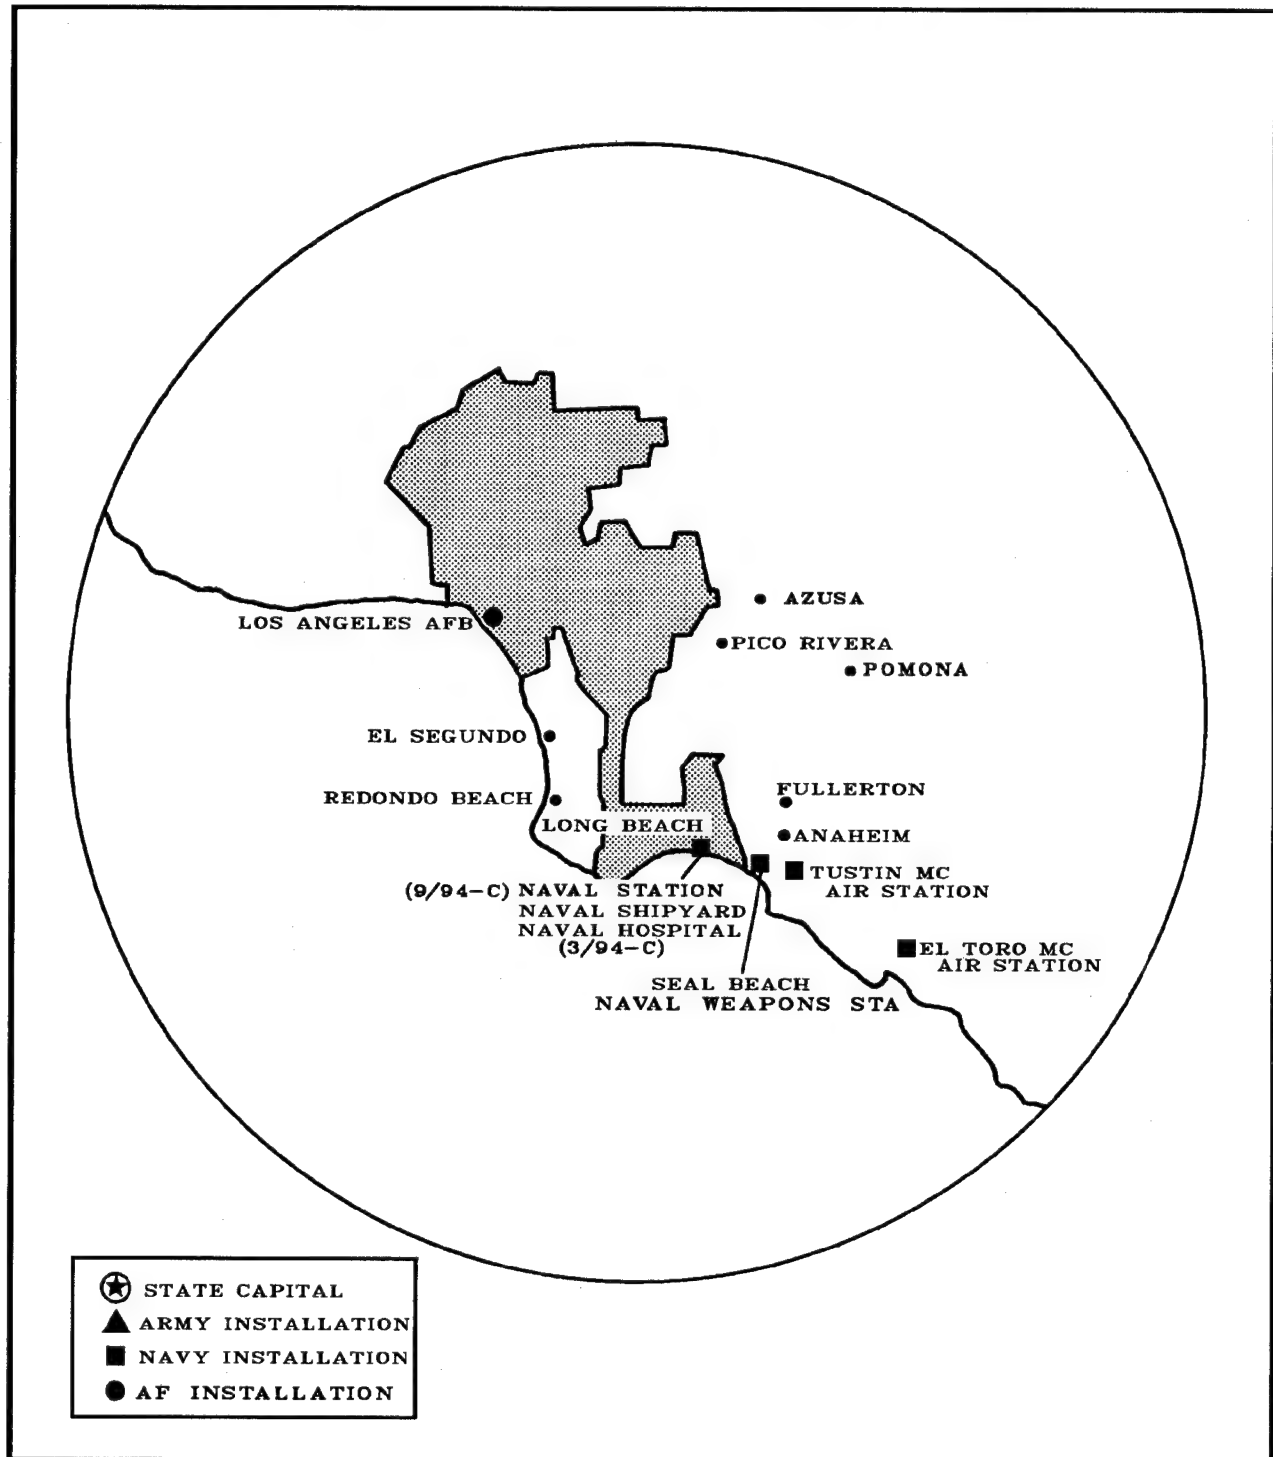 AZUSA
LOS ANGELES AFB
PICO RIVERA
POMONA
EL SEGUNDO
FULLERTON
REDONDO BEACH
LONG BEACH
ANAHEIM
TUSTIN MC
AIR STATION
(9/94-C) NAVAL STATION
NAVAL SHIPYARD
NAVAL HOSPITAL
(3/94-C)
EL TORO MC
AIR STATION
SEAL BEACH
NAVAL WEAPONS STA
STATE CAPITAL
ARMY INSTALLATION
NAVY INSTALLATION
AF INSTALLATION